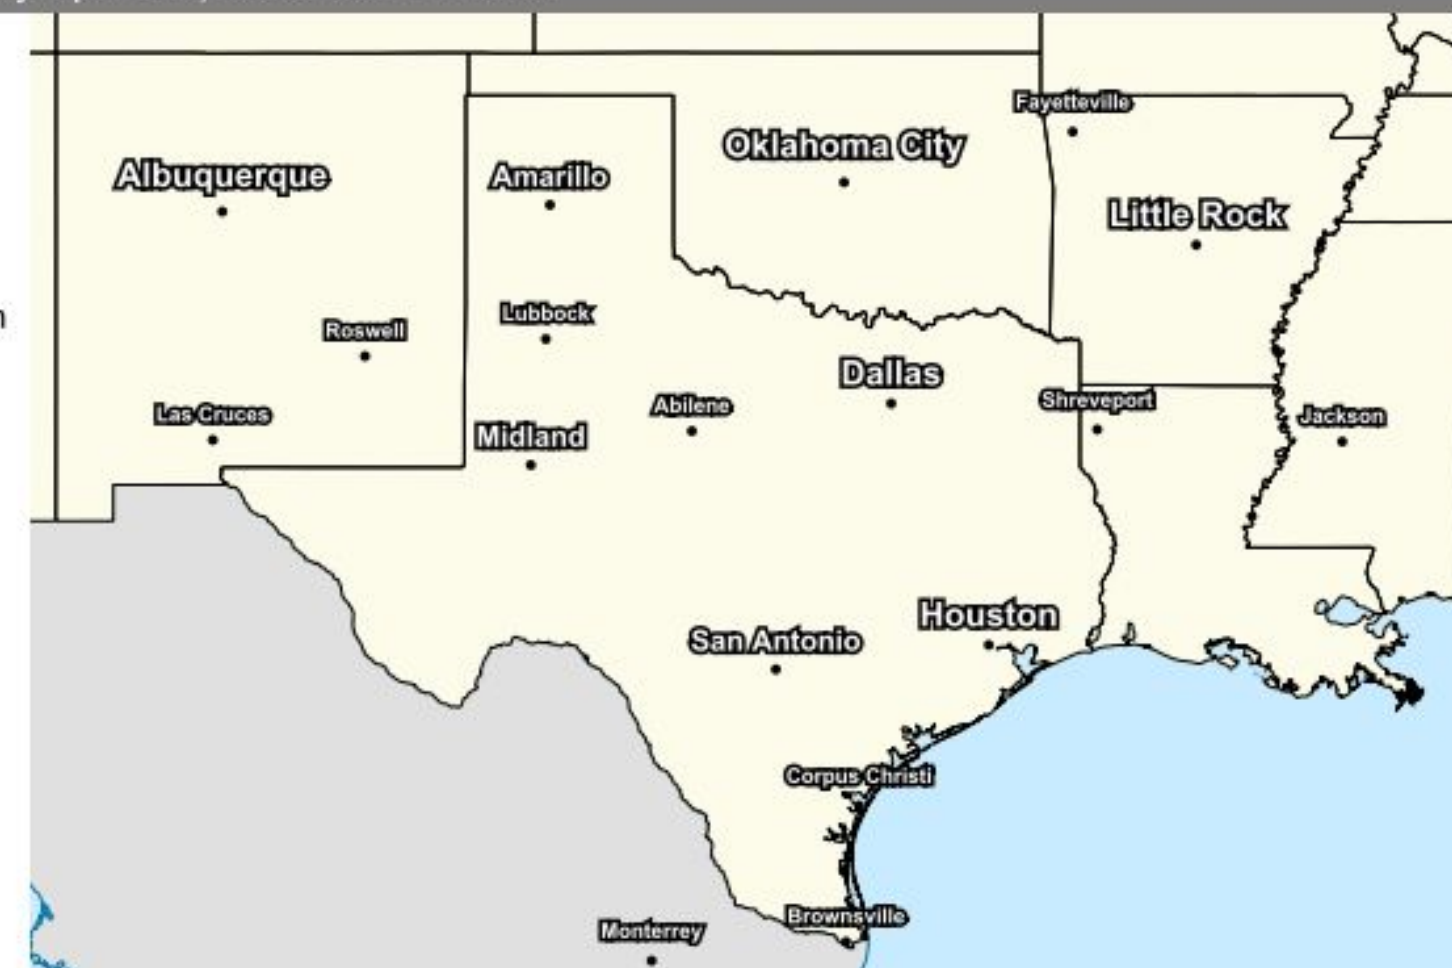 Fayetteville
Oklahoma City
Albuquerque
Amarillo
Little Rock
Lubbock
Roswell
Dallas
Abilene
Shreveport
Las Cruces
Jackson
Midland
Houston
San Antonio
Corpus Christi
Brownsville
Monterrey